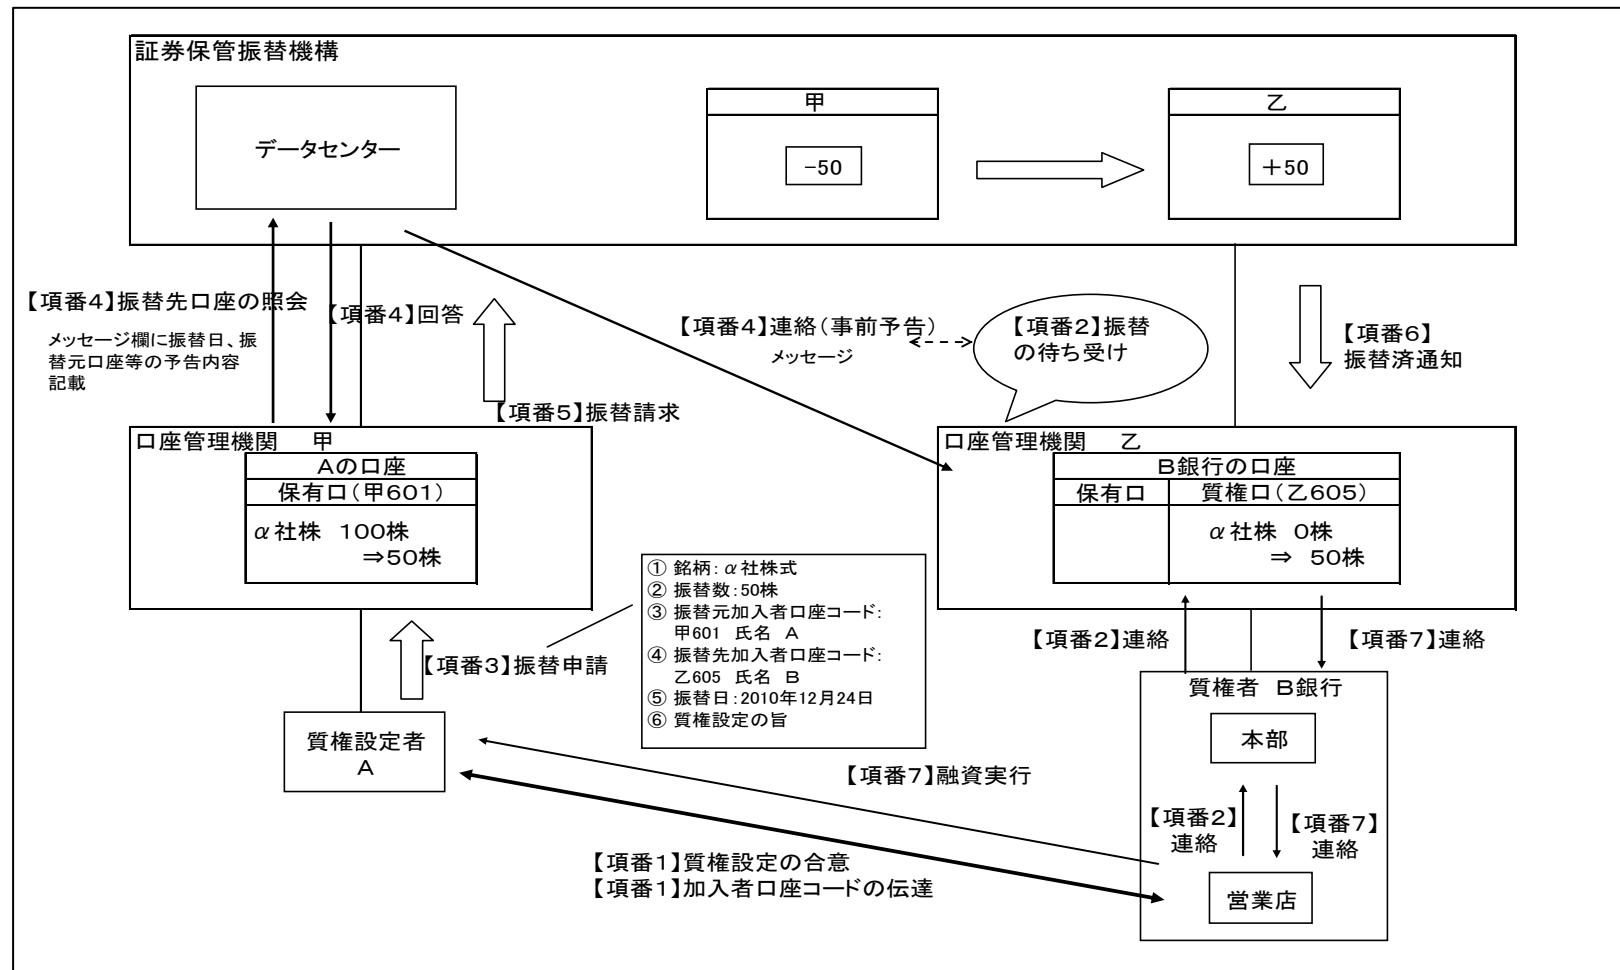 証券保管振替機構
データセンター
甲
-50
乙
+50
【項番4】振替先口座の照会
メッセージ欄に振替日、振
替元口座等の予告内容
記載
【項番4】回答
【項番5】振替請求
【項番4】連絡(事前予告)
メッセージ
【項番2】振替
の待ち受け
【項番6】
振替済通知
口座管理機関 甲
Aの口座
保有口(甲601)
α社株 100株
⇒50株
口座管理機関 乙
B銀行の口座
保有口 質権口(乙605)
α社株 0株
⇒ 50株
① 銘柄:α社株式
② 振替数:50株
③ 振替元加入者口座コード:
甲601 氏名 A
④ 振替先加入者口座コード:
乙605 氏名 B
⑤ 振替日:2010年12月24日
⑥ 質権設定の旨
【項番3】振替申請
【項番2】連絡
【項番7】連絡
質権設定者
A
質権者 B銀行
本部
【項番2】
連絡
【項番7】
連絡
営業店
【項番7】融資実行
【項番1】質権設定の合意
【項番1】加入者口座コードの伝達